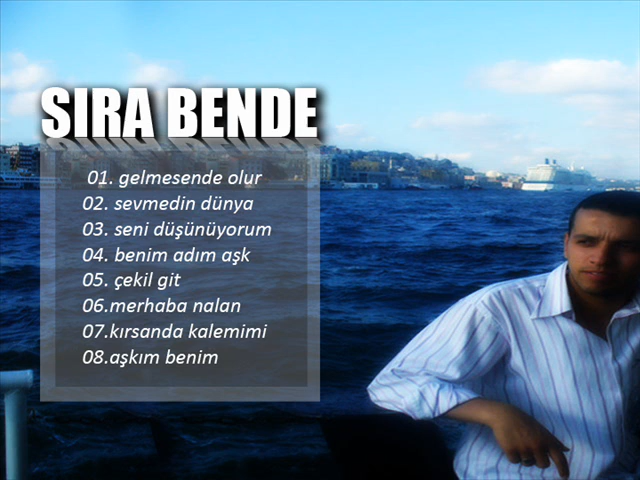 SIRA BENDE
01. gelmesende olur
02. sevmedin dünya
03. seni düşünüyorum
04. benim adım aşk
05. çekil git
06.merhaba nalan
07.kırsanda kalemimi
08.aşkım benim